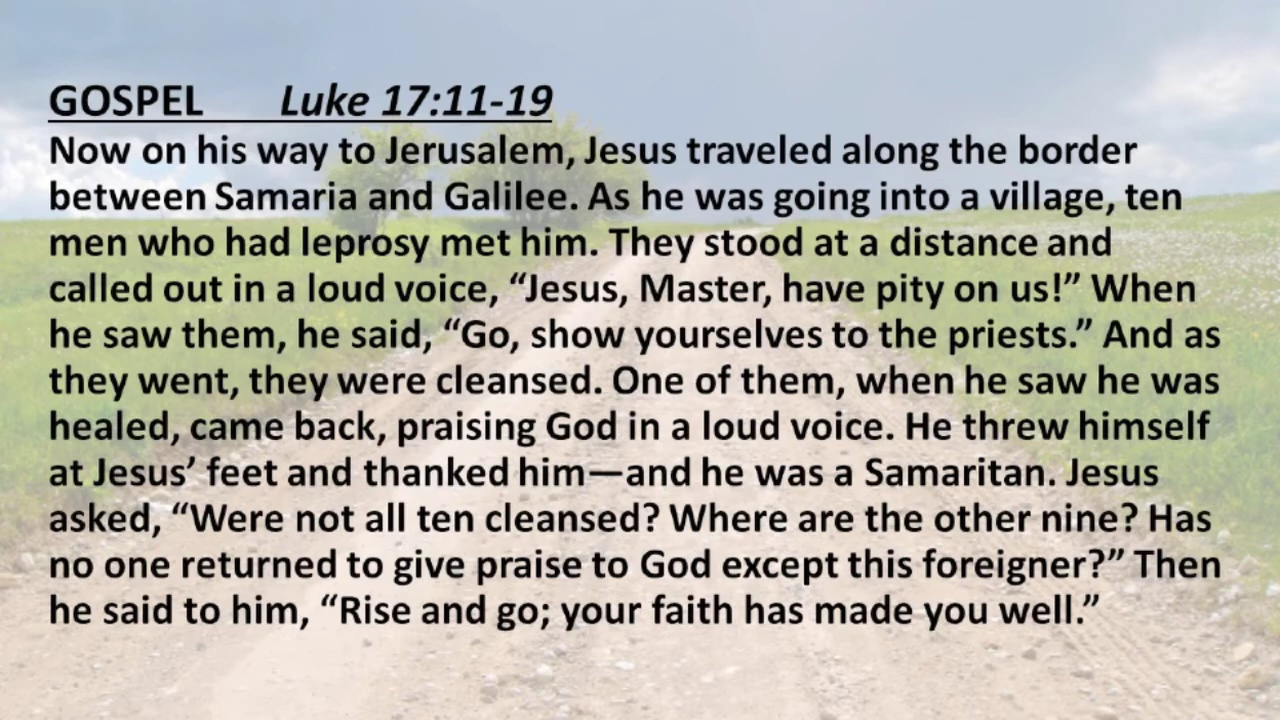 GOSPEL Luke 17:11-19
Now on his way to Jerusalem, Jesus traveled along the border
between Samaria and Galilee. As he was going into a village, ten
men who had leprosy met him. They stood at a distance and
called out in a loud voice, “Jesus, Master, have pity on us!” When
he saw them, he said, “Go, show yourselves to the priests.” And as
they went, they were cleansed. One of them, when he saw he was
healed, came back, praising God in a loud voice. He threw himself
at Jesus’ feet and thanked him—and he was a Samaritan. Jesus
asked, “Were not all ten cleansed? Where are the other nine? Has
no one returned to give praise to God except this foreigner?” Then
he said to him, “Rise and go; your faith has made you well.”